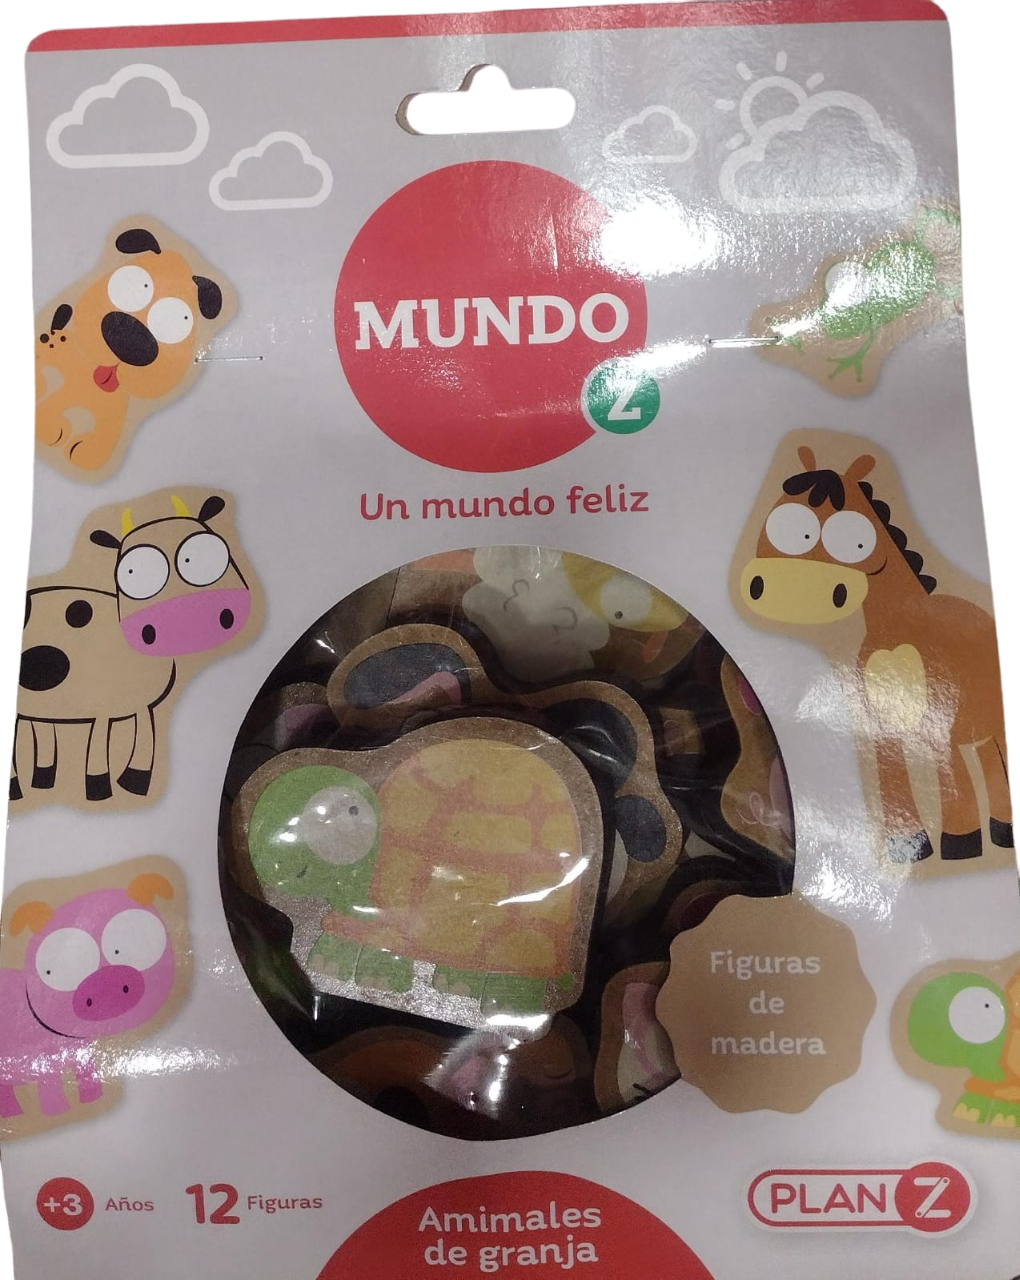 MUNDO
Z
Un mundo feliz
Figuras
de
madera
+3 Años
12 Figuras
Amimales
de granja
PLAN Z